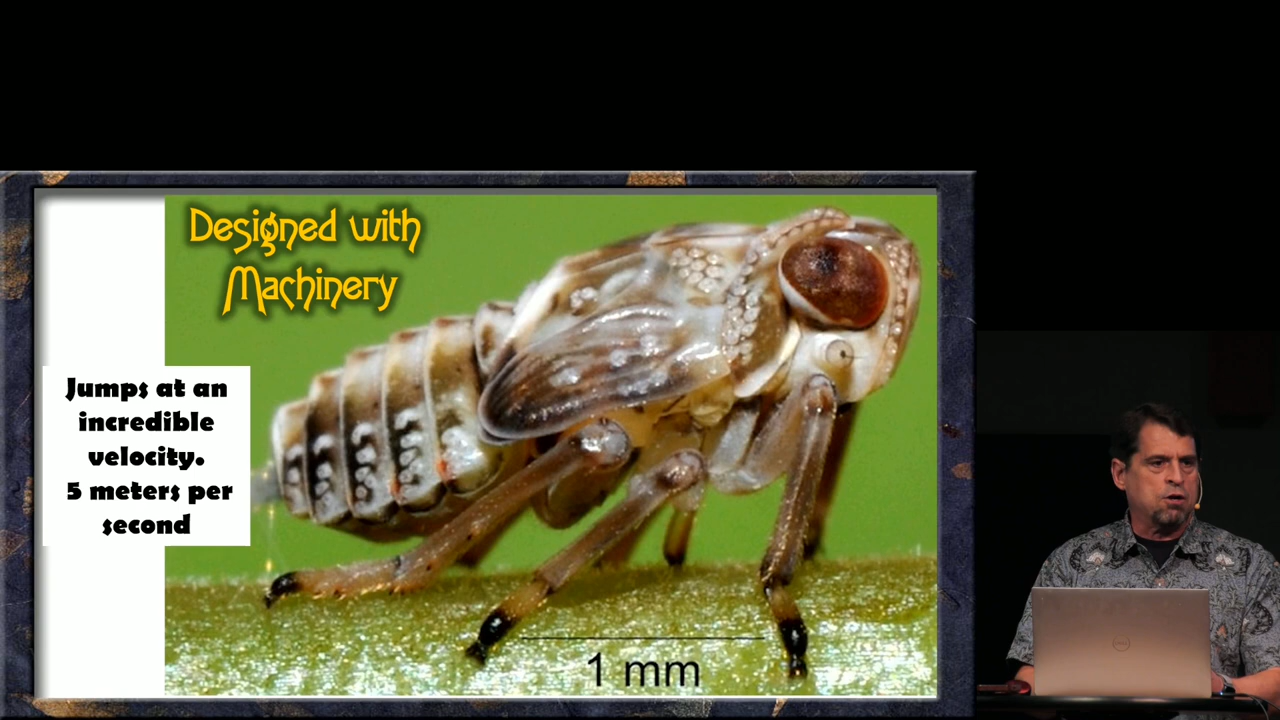 Designed with
Machinery
Jumps at an
incredible
velocity.
5 meters per
second
1 mm